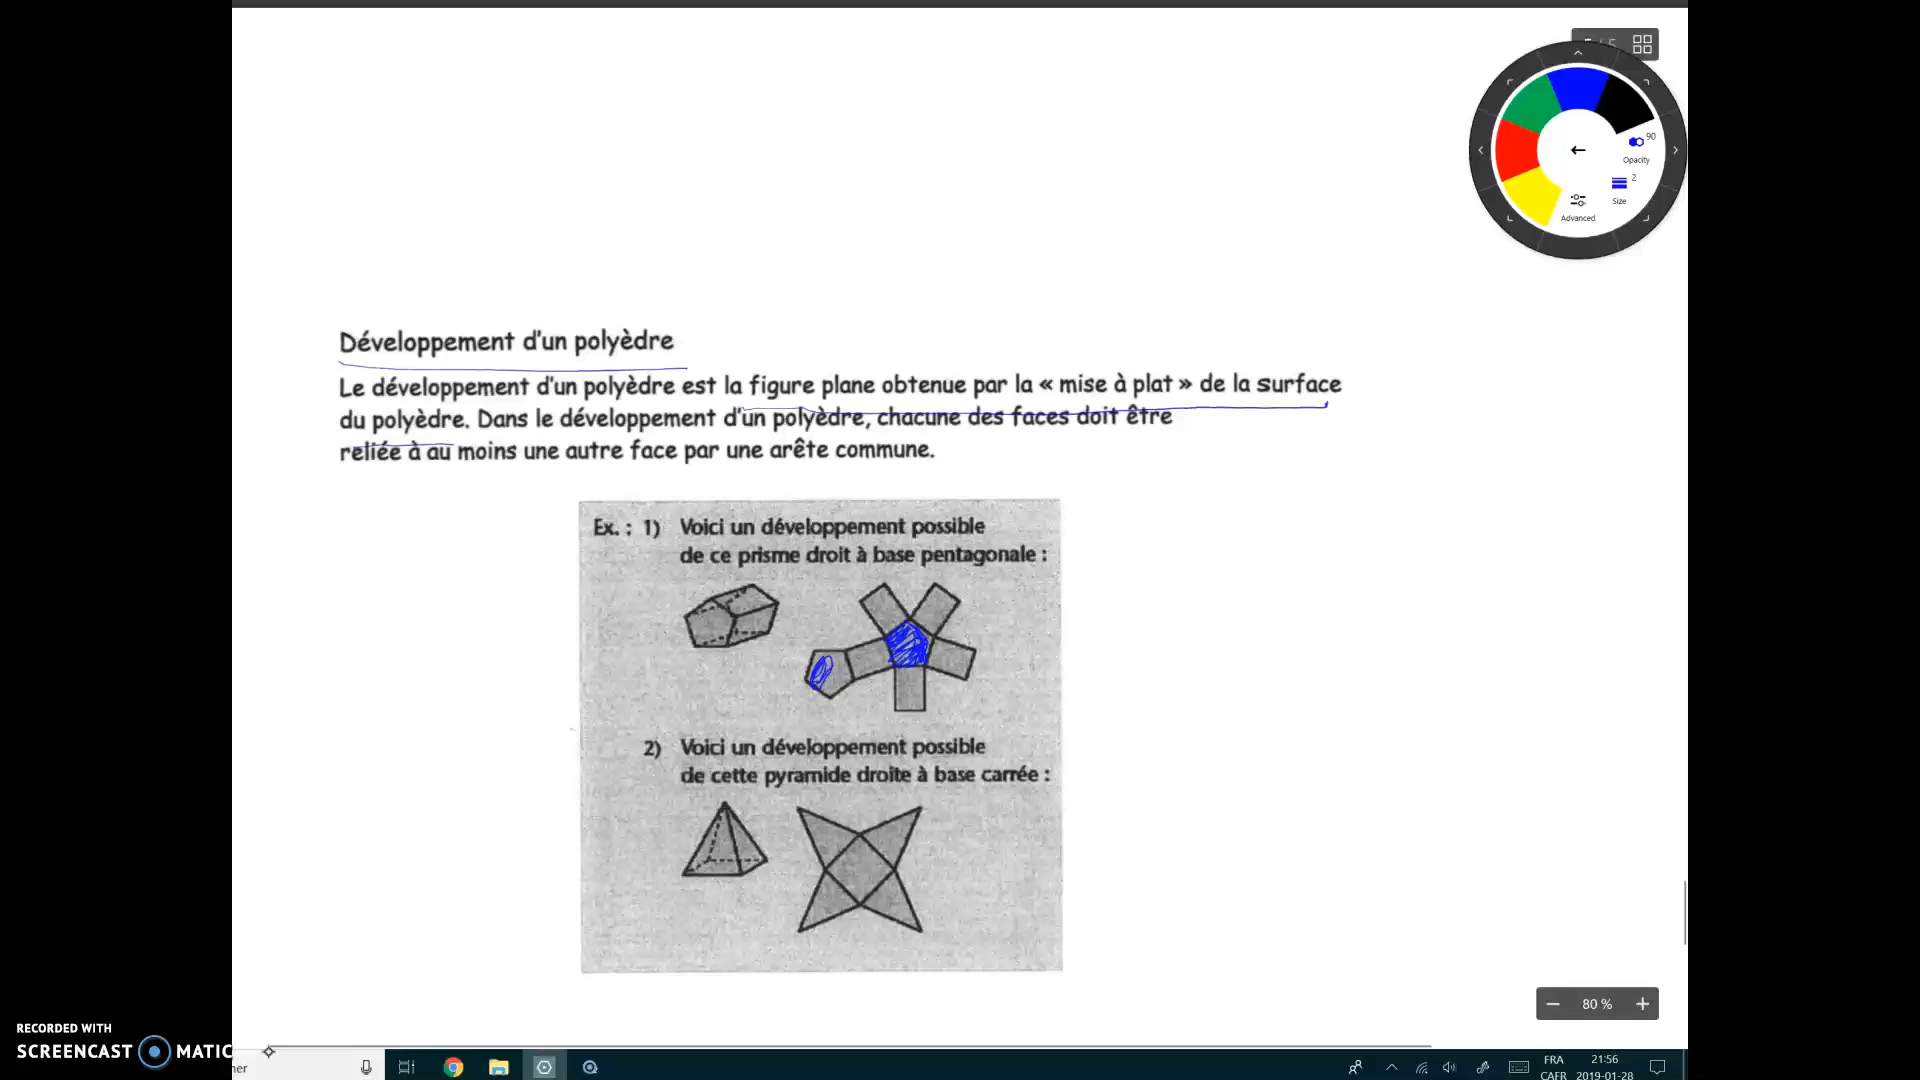 90
Opacity
2
Size
Advanced
Développement d'un polyèdre
Le développement d'un polyèdre est la figure plane obtenue par la « mise à plat » de la surface
du polyèdre. Dans le développement d'un polyèdre, chacune des faces doit être
reliée à au moins une autre face par une arête commune.
Ex. : 1) Voici un développement possible
de ce prisme droit à base pentagonale :
2) Voici un développement possible
de cette pyramide droite à base carrée :
80 %
RECORDED WITH
SCREENCAST MATIC
her
FRA
CAFR
21:56
2019-01-28